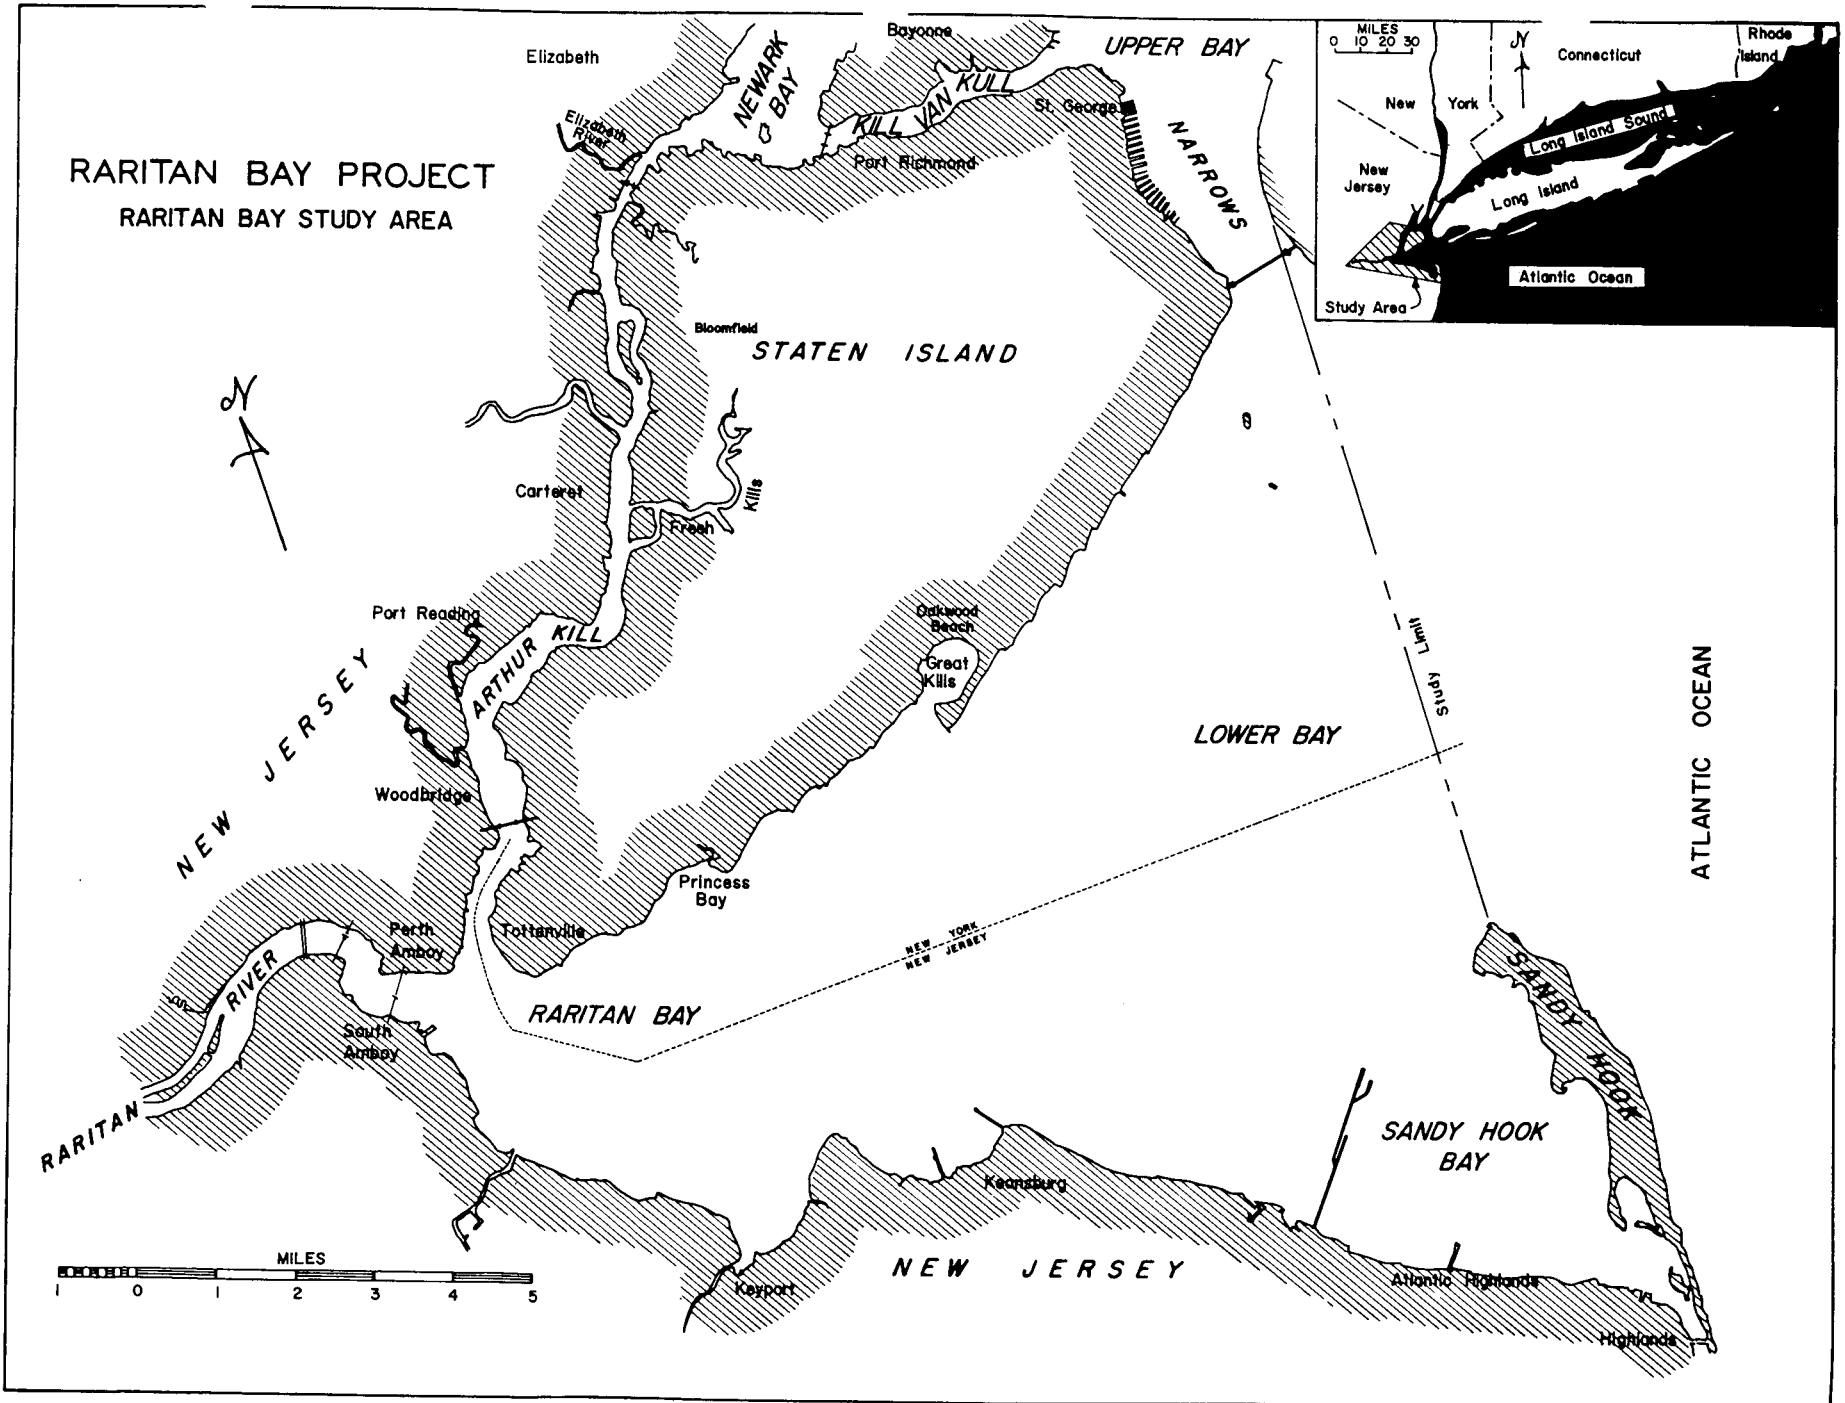 RARITAN BAY PROJECT
RARITAN BAY STUDY AREA
N
Elizabeth
Elizabeth
River
NEWARK
BAY
Bayonne
KILL VAN KULL
Port Richmond
St. George
UPPER BAY
NARROWS
MILES
0 10 20 30
N
Connecticut
Rhode
Island
New York
New
Jersey
Long Island Sound
Long Island
Atlantic Ocean
Study Area
Bloomfield
STATEN ISLAND
Carteret
Fresh
Kills
Port Reading
ARTHUR KILL
NEW JERSEY
Woodbridge
Oakwood
Beach
Great
Kills
Study Limit
LOWER BAY
ATLANTIC OCEAN
Princess
Bay
Perth
Amboy
Tottenville
NEW YORK
NEW JERSEY
RARITAN BAY
RARITAN RIVER
South
Amboy
SANDY HOOK
SANDY HOOK
BAY
Keansburg
NEW JERSEY
Keyport
Atlantic Highlands
Highlands
MILES
1 0 1 2 3 4 5